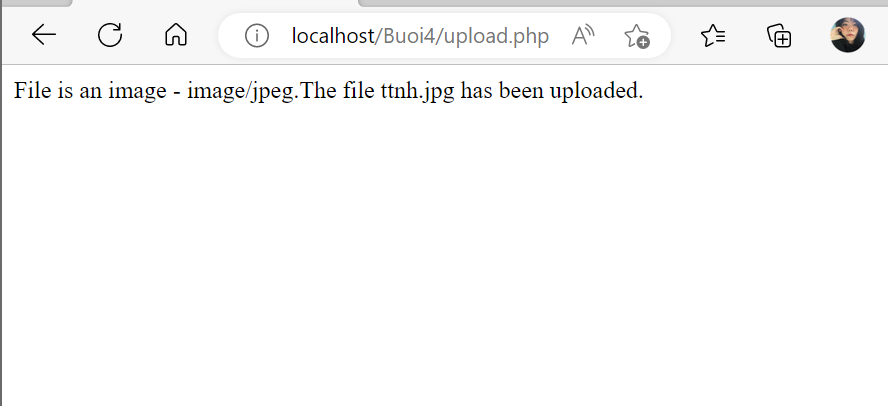 localhost/Buoi4/upload.php
File is an image - image/jpeg.The file ttnh.jpg has been uploaded.